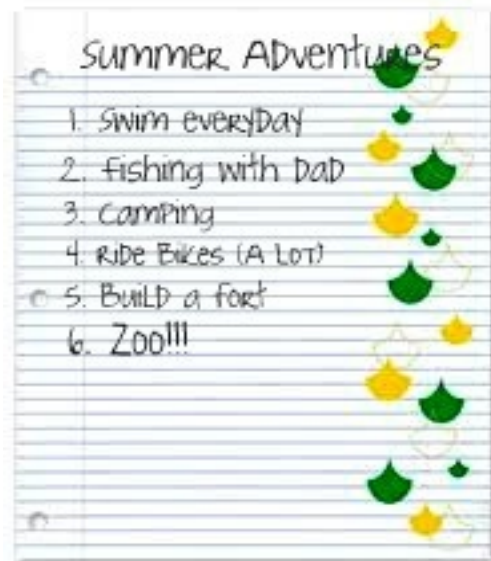 Summer Adventures
1. Swim everyday
2. Fishing with Dad
3. Camping
4. Ride Bikes (A LOT)
5. Build a fort
6. Zoo!!!